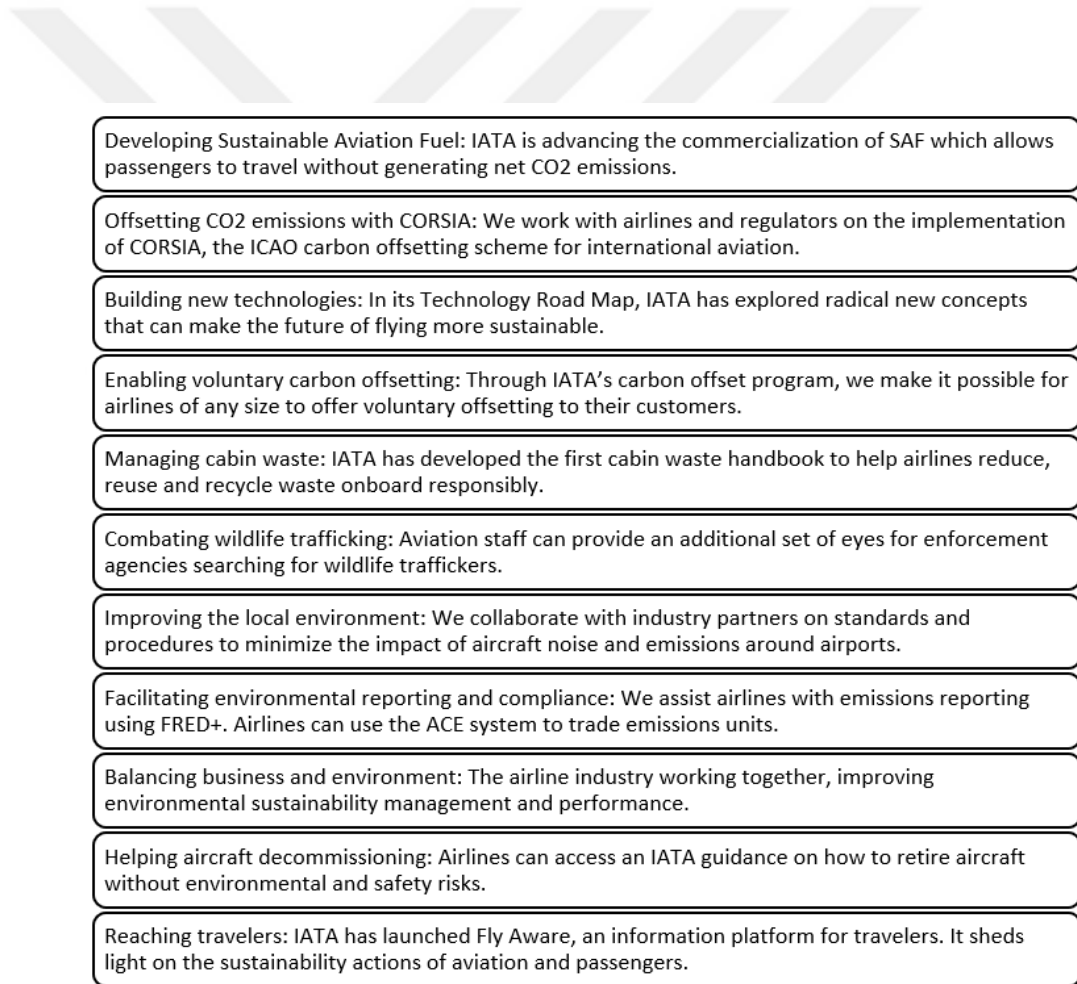 Developing Sustainable Aviation Fuel: IATA is advancing the commercialization of SAF which allows
passengers to travel without generating net CO2 emissions.
Offsetting CO2 emissions with CORSIA: We work with airlines and regulators on the implementation
of CORSIA, the ICAO carbon offsetting scheme for international aviation.
Building new technologies: In its Technology Road Map, IATA has explored radical new concepts
that can make the future of flying more sustainable.
Enabling voluntary carbon offsetting: Through IATA’s carbon offset program, we make it possible for
airlines of any size to offer voluntary offsetting to their customers.
Managing cabin waste: IATA has developed the first cabin waste handbook to help airlines reduce,
reuse and recycle waste onboard responsibly.
Combating wildlife trafficking: Aviation staff can provide an additional set of eyes for enforcement
agencies searching for wildlife traffickers.
Improving the local environment: We collaborate with industry partners on standards and
procedures to minimize the impact of aircraft noise and emissions around airports.
Facilitating environmental reporting and compliance: We assist airlines with emissions reporting
using FRED+. Airlines can use the ACE system to trade emissions units.
Balancing business and environment: The airline industry working together, improving
environmental sustainability management and performance.
Helping aircraft decommissioning: Airlines can access an IATA guidance on how to retire aircraft
without environmental and safety risks.
Reaching travelers: IATA has launched Fly Aware, an information platform for travelers. It sheds
light on the sustainability actions of aviation and passengers.